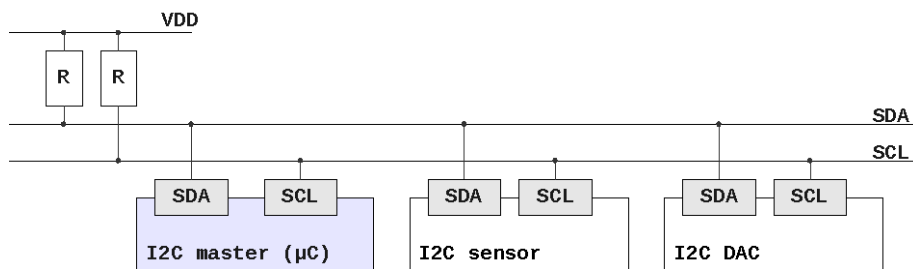 VDD
R R
SDA
SCL
SDA SCL SDA SCL SDA SCL
I2C master (µC) I2C sensor I2C DAC